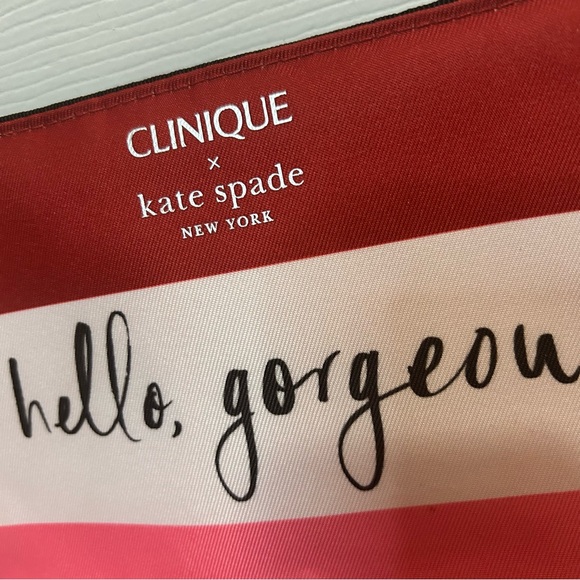 CLINIQUE
×
kate spade
NEW YORK
hello, gorgeou